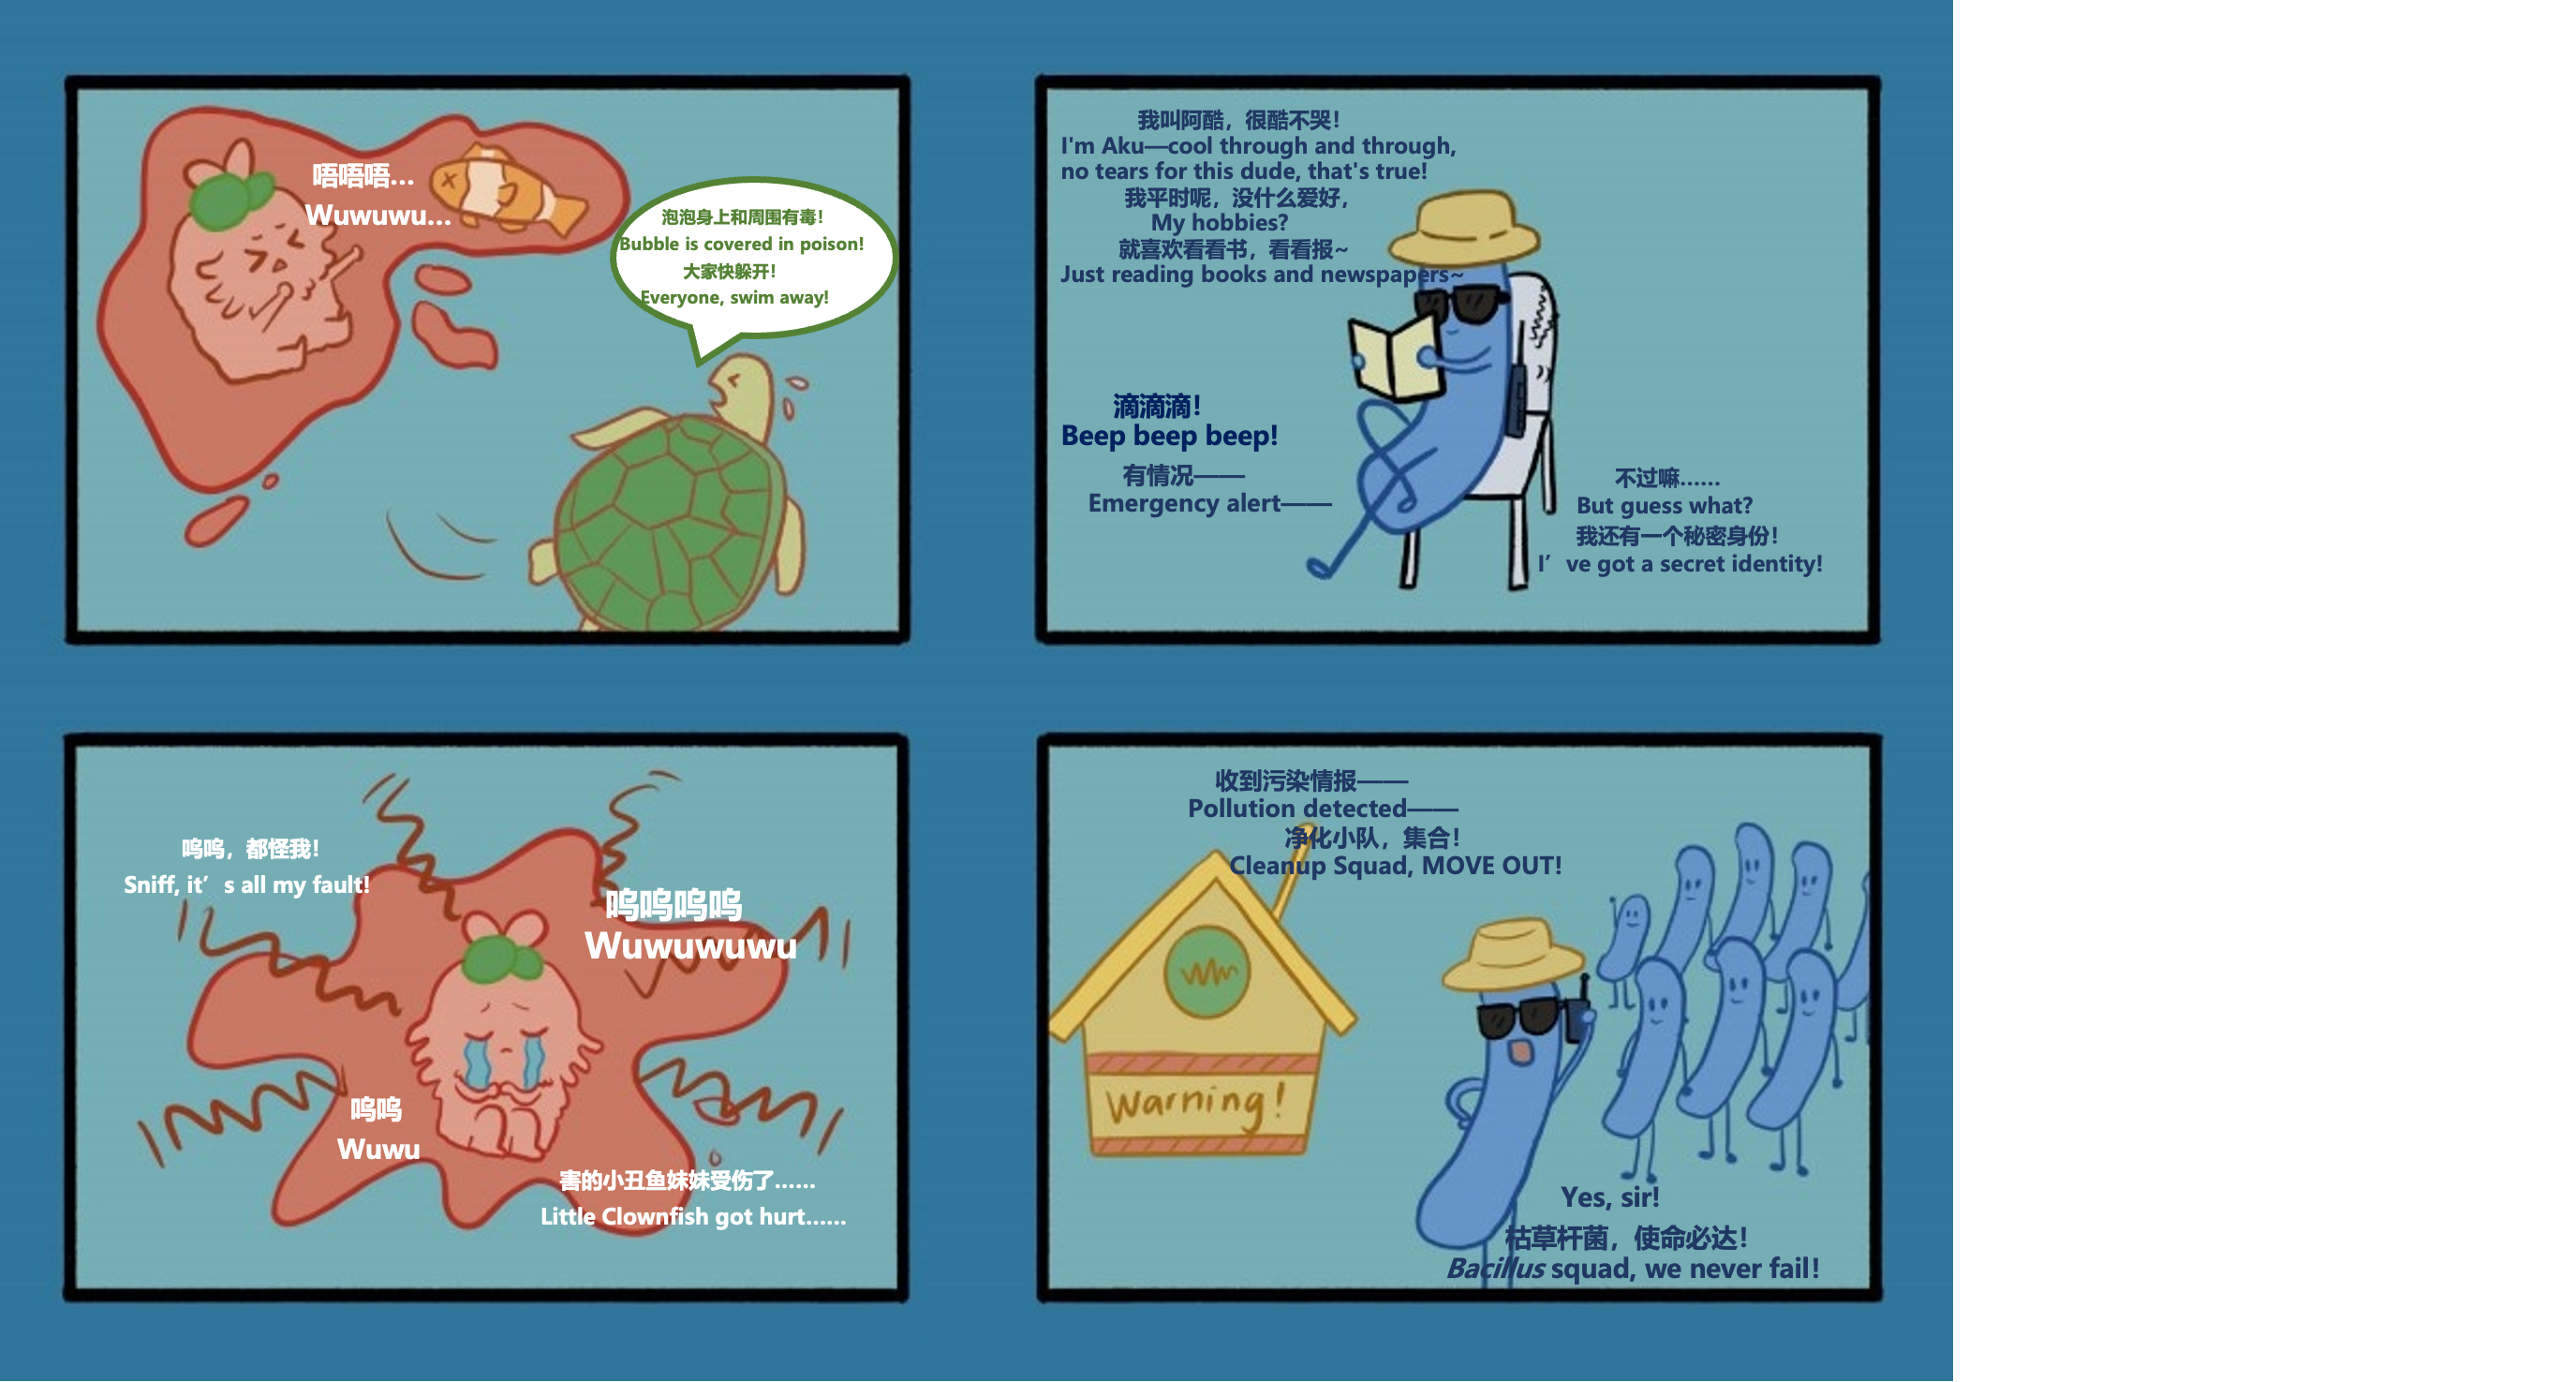 唔唔唔...
Wuwuwu...
泡泡身上和周围有毒！
Bubble is covered in poison!
大家快躲开！
Everyone, swim away!
我叫阿酷，很酷不哭！
I'm Aku—cool through and through,
no tears for this dude, that's true!
我平时呢，没什么爱好，
My hobbies?
就喜欢看看书，看看报~
Just reading books and newspapers~
滴滴滴！
Beep beep beep!
有情况——
Emergency alert——
不过嘛……
But guess what?
我还有一个秘密身份！
I’ve got a secret identity!
呜呜，都怪我！
Sniff, it’s all my fault!
呜呜呜呜
Wuwuwuwu
呜呜
Wuwu
害的小丑鱼妹妹受伤了……
Little Clownfish got hurt……
收到污染情报——
Pollution detected——
净化小队，集合！
Cleanup Squad, MOVE OUT!
Warning!
Yes, sir!
枯草杆菌，使命必达！
Bacillus squad, we never fail!